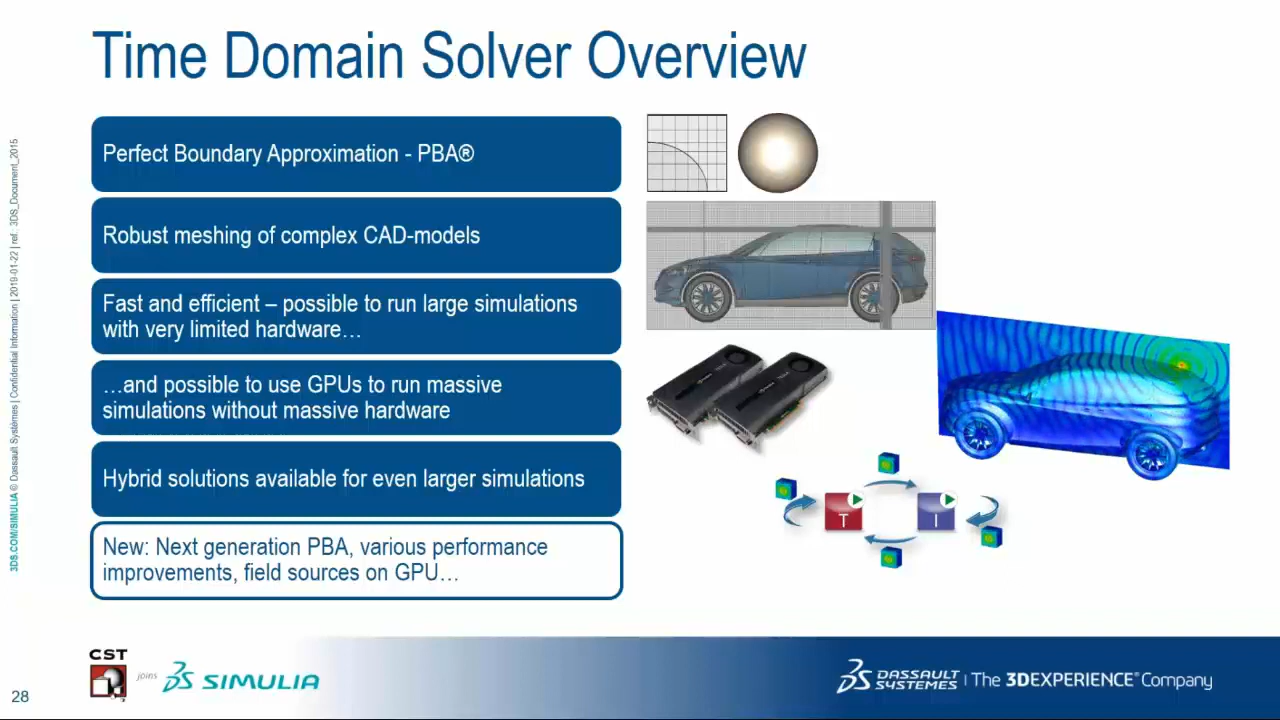 Time Domain Solver Overview
Perfect Boundary Approximation - PBA®
Robust meshing of complex CAD-models
Fast and efficient – possible to run large simulations
with very limited hardware…
…and possible to use GPUs to run massive
simulations without massive hardware
Hybrid solutions available for even larger simulations
New: Next generation PBA, various performance
improvements, field sources on GPU…
T
I
3DS.COM/SIMULIA © Dassault Systèmes | Confidential Information | 2019-01-22 | ref.: 3DS_Document_2015
28
CST
joins
SIMULIA
DASSAULT
SYSTEMES
| The 3DEXPERIENCE® Company